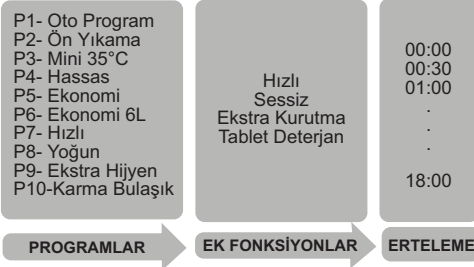 P1- Oto Program
P2- Ön Yıkama
P3- Mini 35°C
P4- Hassas
P5- Ekonomi
P6- Ekonomi 6L
P7- Hızlı
P8- Yoğun
P9- Ekstra Hijyen
P10-Karma Bulaşık
Hızlı
Sessiz
Ekstra Kurutma
Tablet Deterjan
00:00
00:30
01:00
.
.
.
18:00
PROGRAMLAR
EK FONKSİYONLAR
ERTELEME